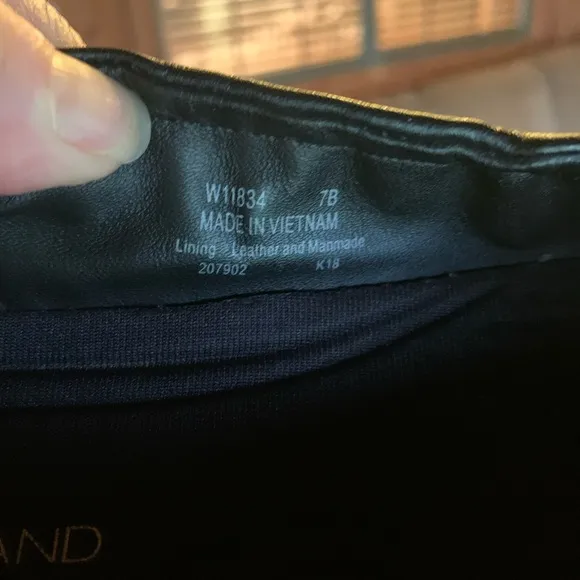 W11834 7B
MADE IN VIETNAM
Lining - Leather and Manmade
207902 K18
AND